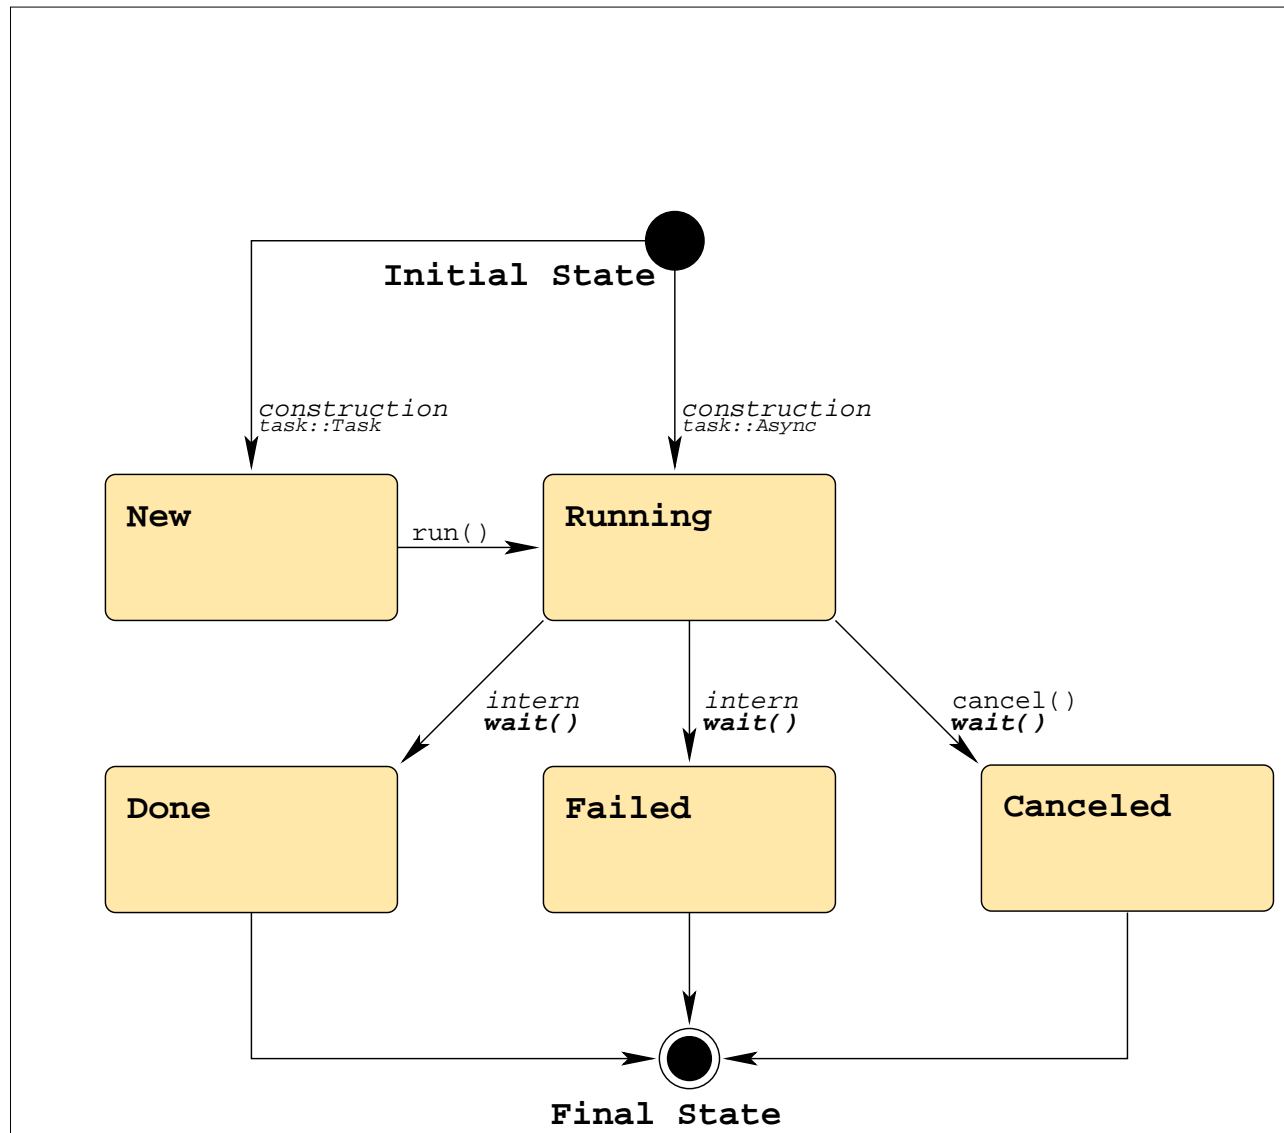 Initial State
construction
task::Task
construction
task::Async
New
run()
Running
intern
wait()
intern
wait()
cancel()
wait()
Done
Failed
Canceled
Final State